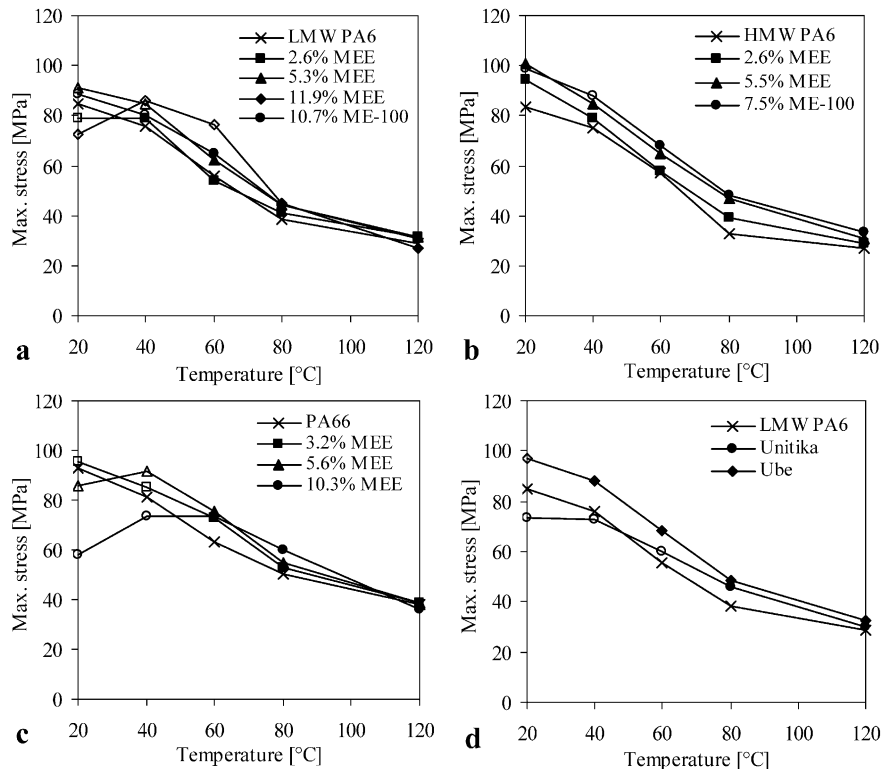 LMW PA6
2.6% MEE
5.3% MEE
11.9% MEE
10.7% ME-100
Max. stress [MPa]
120
100
80
60
40
20
0
20 40 60 80 100 120
Temperature [°C]
a
HMW PA6
2.6% MEE
5.5% MEE
7.5% ME-100
Max. stress [MPa]
120
100
80
60
40
20
0
20 40 60 80 100 120
Temperature [°C]
b
PA66
3.2% MEE
5.6% MEE
10.3% MEE
Max. stress [MPa]
120
100
80
60
40
20
0
20 40 60 80 100 120
Temperature [°C]
c
LMW PA6
Unitika
Ube
Max. stress [MPa]
120
100
80
60
40
20
0
20 40 60 80 100 120
Temperature [°C]
d